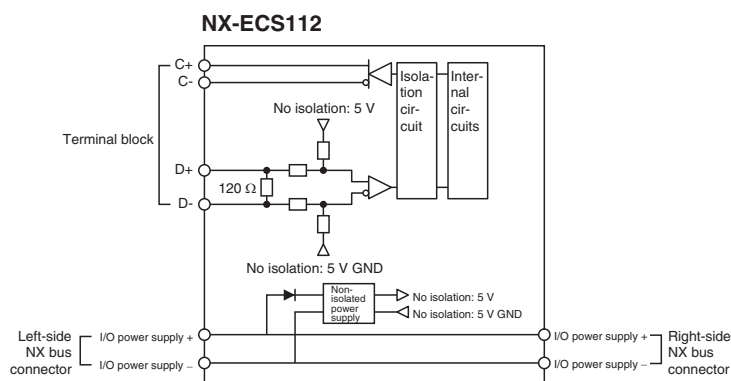 NX-ECS112
C+
C-
Isola-
tion
cir-
cuit
Inter-
nal
cir-
cuits
No isolation: 5 V
Terminal block
D+
120 Ω
D-
No isolation: 5 V GND
Non-
isolated
power
supply
No isolation: 5 V
No isolation: 5 V GND
Left-side
NX bus
connector
I/O power supply +
I/O power supply –
I/O power supply +
I/O power supply –
Right-side
NX bus
connector